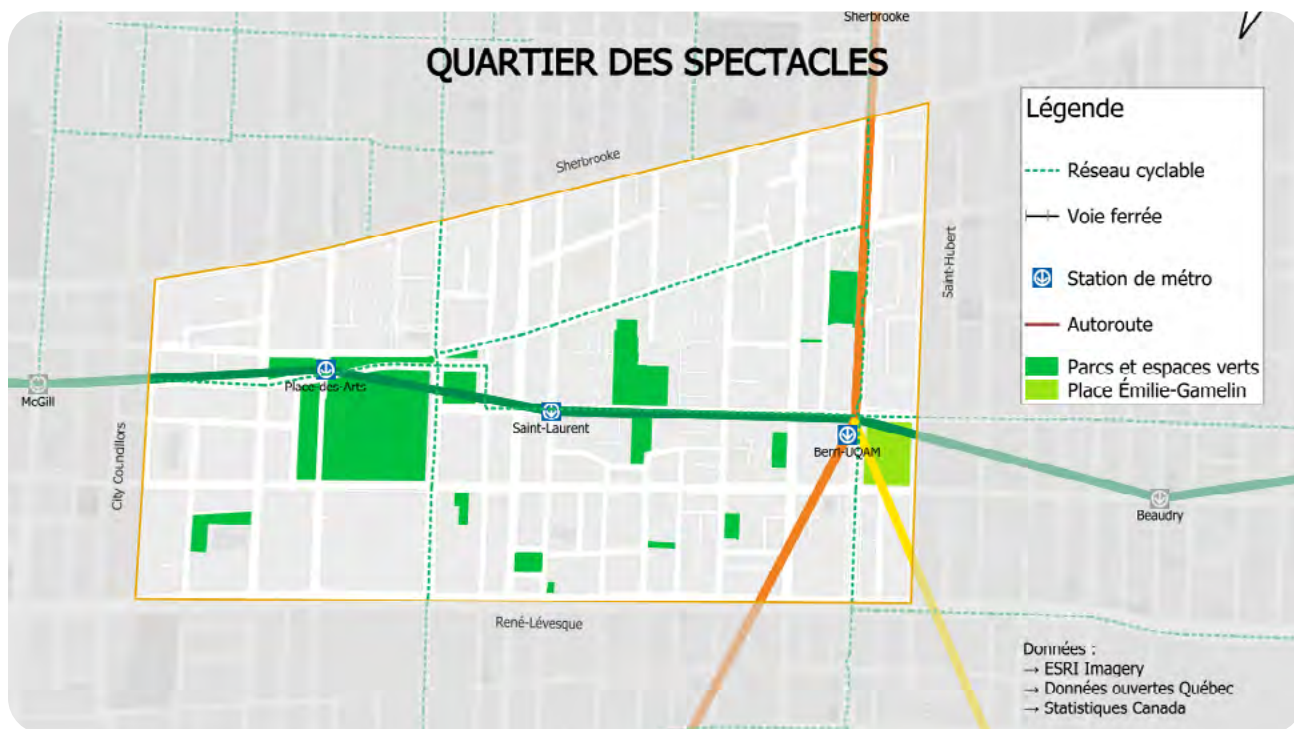 Sherbrooke
QUARTIER DES SPECTACLES
Légende
Réseau cyclable
Voie ferrée
Station de métro
Autoroute
Parcs et espaces verts
Place Émilie-Gamelin
Sherbrooke
Saint-Hubert
McGill
Place-des-Arts
Saint-Laurent
Berri-UQAM
Beaudry
City Councillors
René-Lévesque
Données :
→ ESRI Imagery
→ Données ouvertes Québec
→ Statistiques Canada